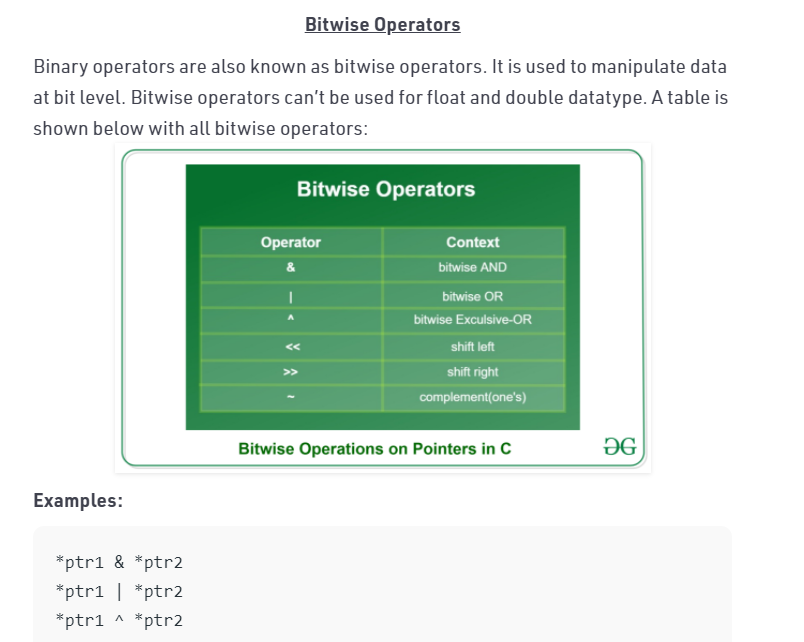 Bitwise Operators
Binary operators are also known as bitwise operators. It is used to manipulate data
at bit level. Bitwise operators can't be used for float and double datatype. A table is
shown below with all bitwise operators:
Bitwise Operators
Operator Context
& bitwise AND
| bitwise OR
^ bitwise Exculsive-OR
<< shift left
>> shift right
~ complement(one's)
Bitwise Operations on Pointers in C
Examples:
*ptr1 & *ptr2
*ptr1 | *ptr2
*ptr1 ^ *ptr2